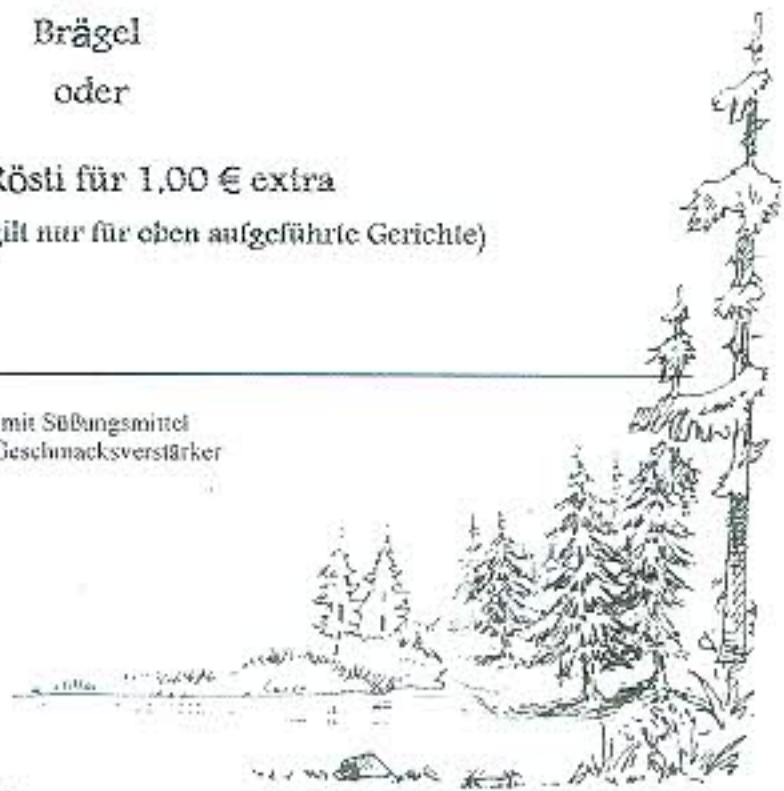 Brägel
oder
Rösti für 1,00 € extra
gilt nur für oben aufgeführte Gerichte)
mit Süßungsmittel
Geschmacksverstärker